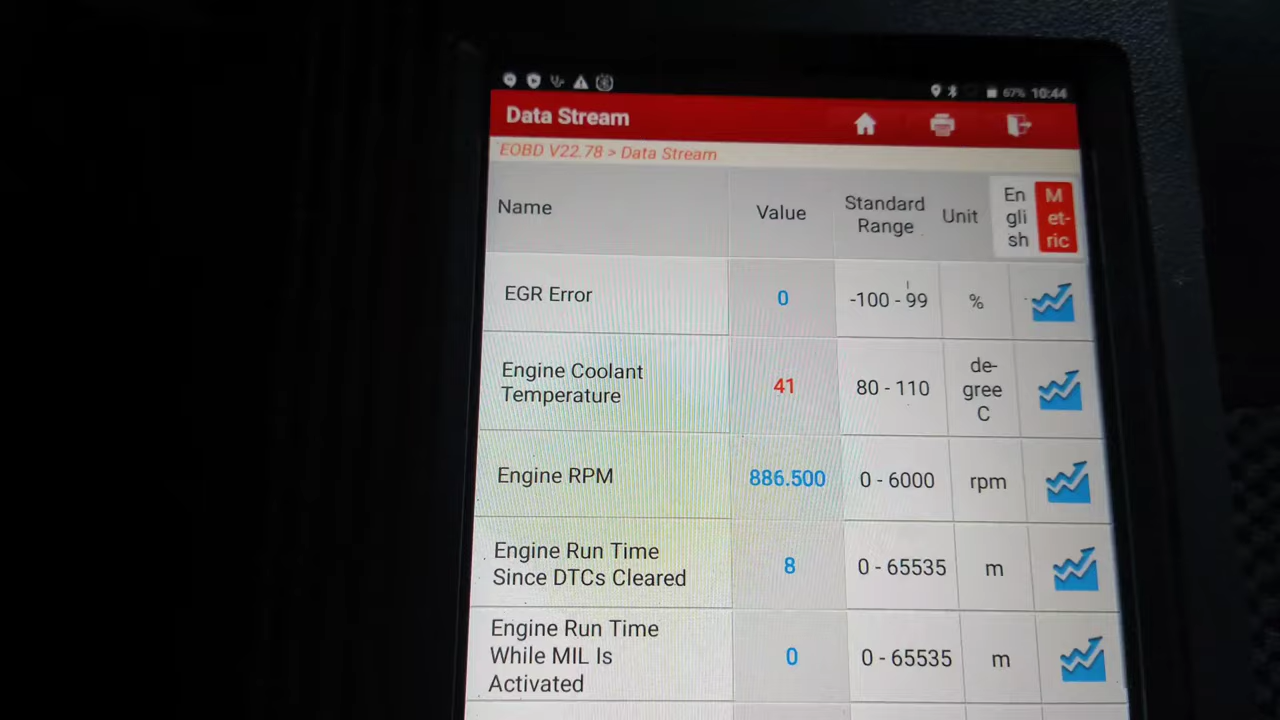 67% 10:44
Data Stream
EOBD V22.78 > Data Stream
Name
Value
Standard
Range
Unit
En
gli
sh
M
et-
ric
EGR Error
0
-100 - 99
%
Engine Coolant
Temperature
41
80 - 110
de-
gree
C
Engine RPM
886.500
0 - 6000
rpm
Engine Run Time
Since DTCs Cleared
8
0 - 65535
m
Engine Run Time
While MIL Is
Activated
0
0 - 65535
m